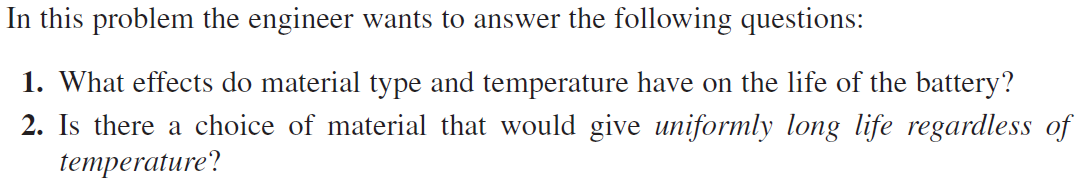 In this problem the engineer wants to answer the following questions:
1. What effects do material type and temperature have on the life of the battery?
2. Is there a choice of material that would give uniformly long life regardless of
temperature?